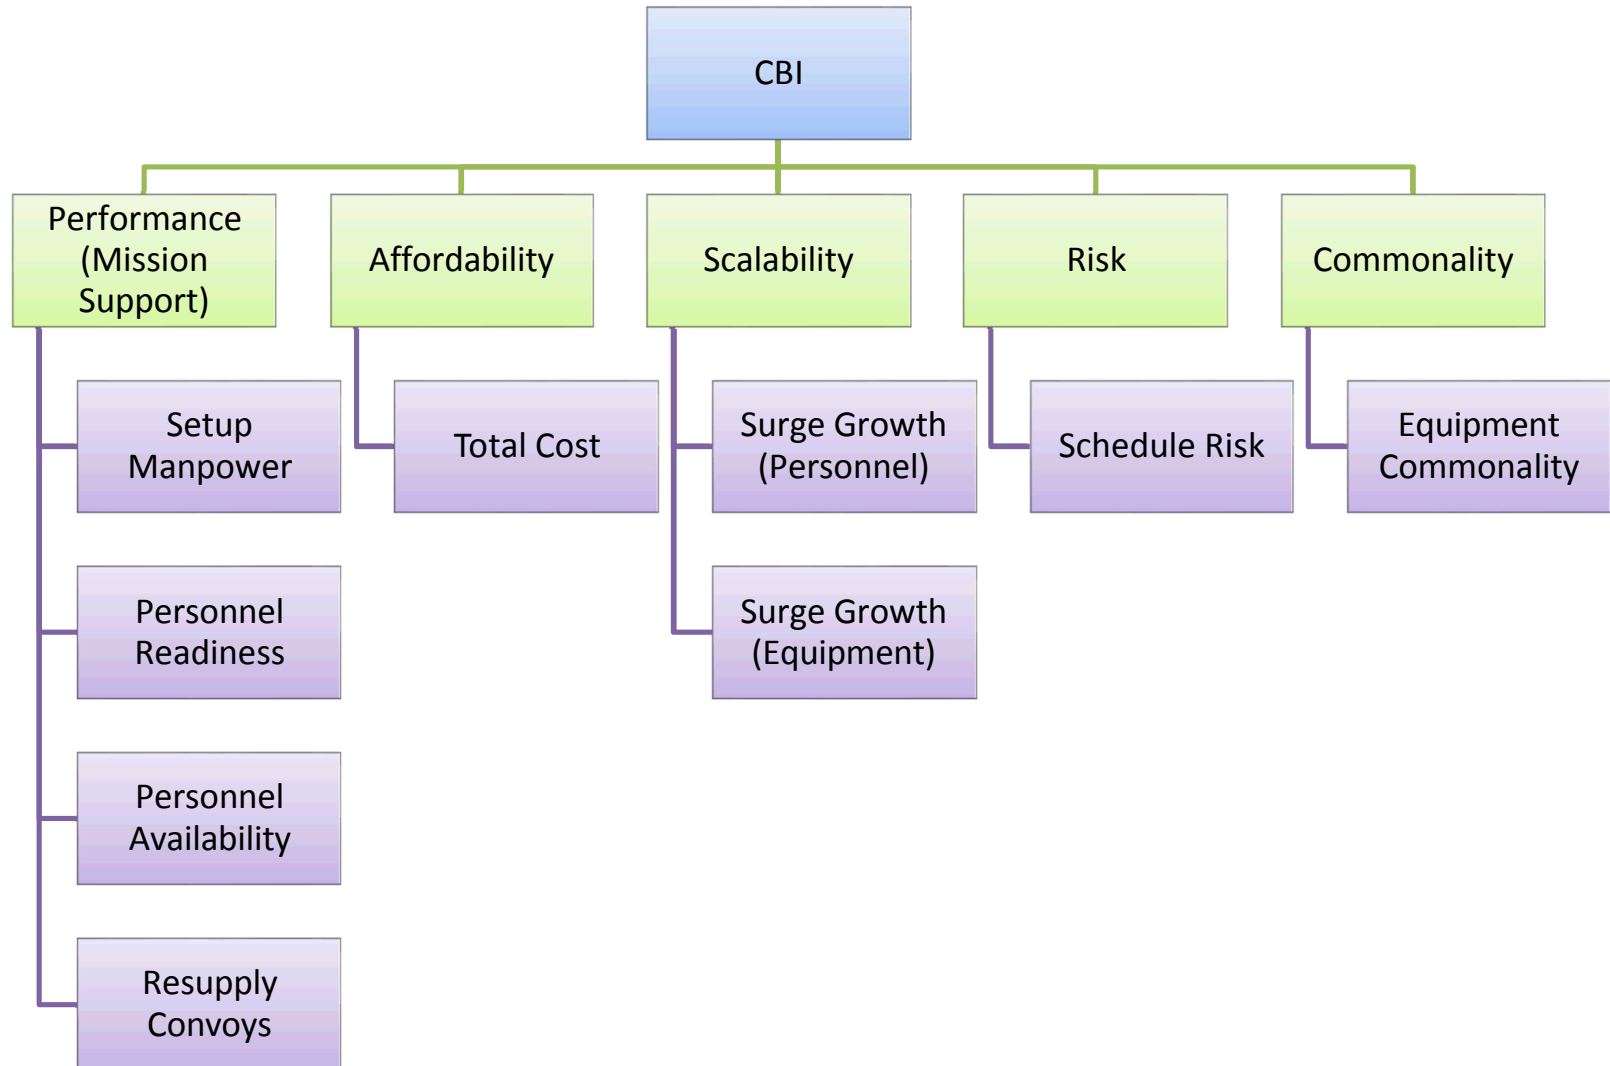 CBI
Performance
(Mission
Support)
Affordability
Scalability
Risk
Commonality
Setup
Manpower
Total Cost
Surge Growth
(Personnel)
Schedule Risk
Equipment
Commonality
Personnel
Readiness
Surge Growth
(Equipment)
Personnel
Availability
Resupply
Convoys